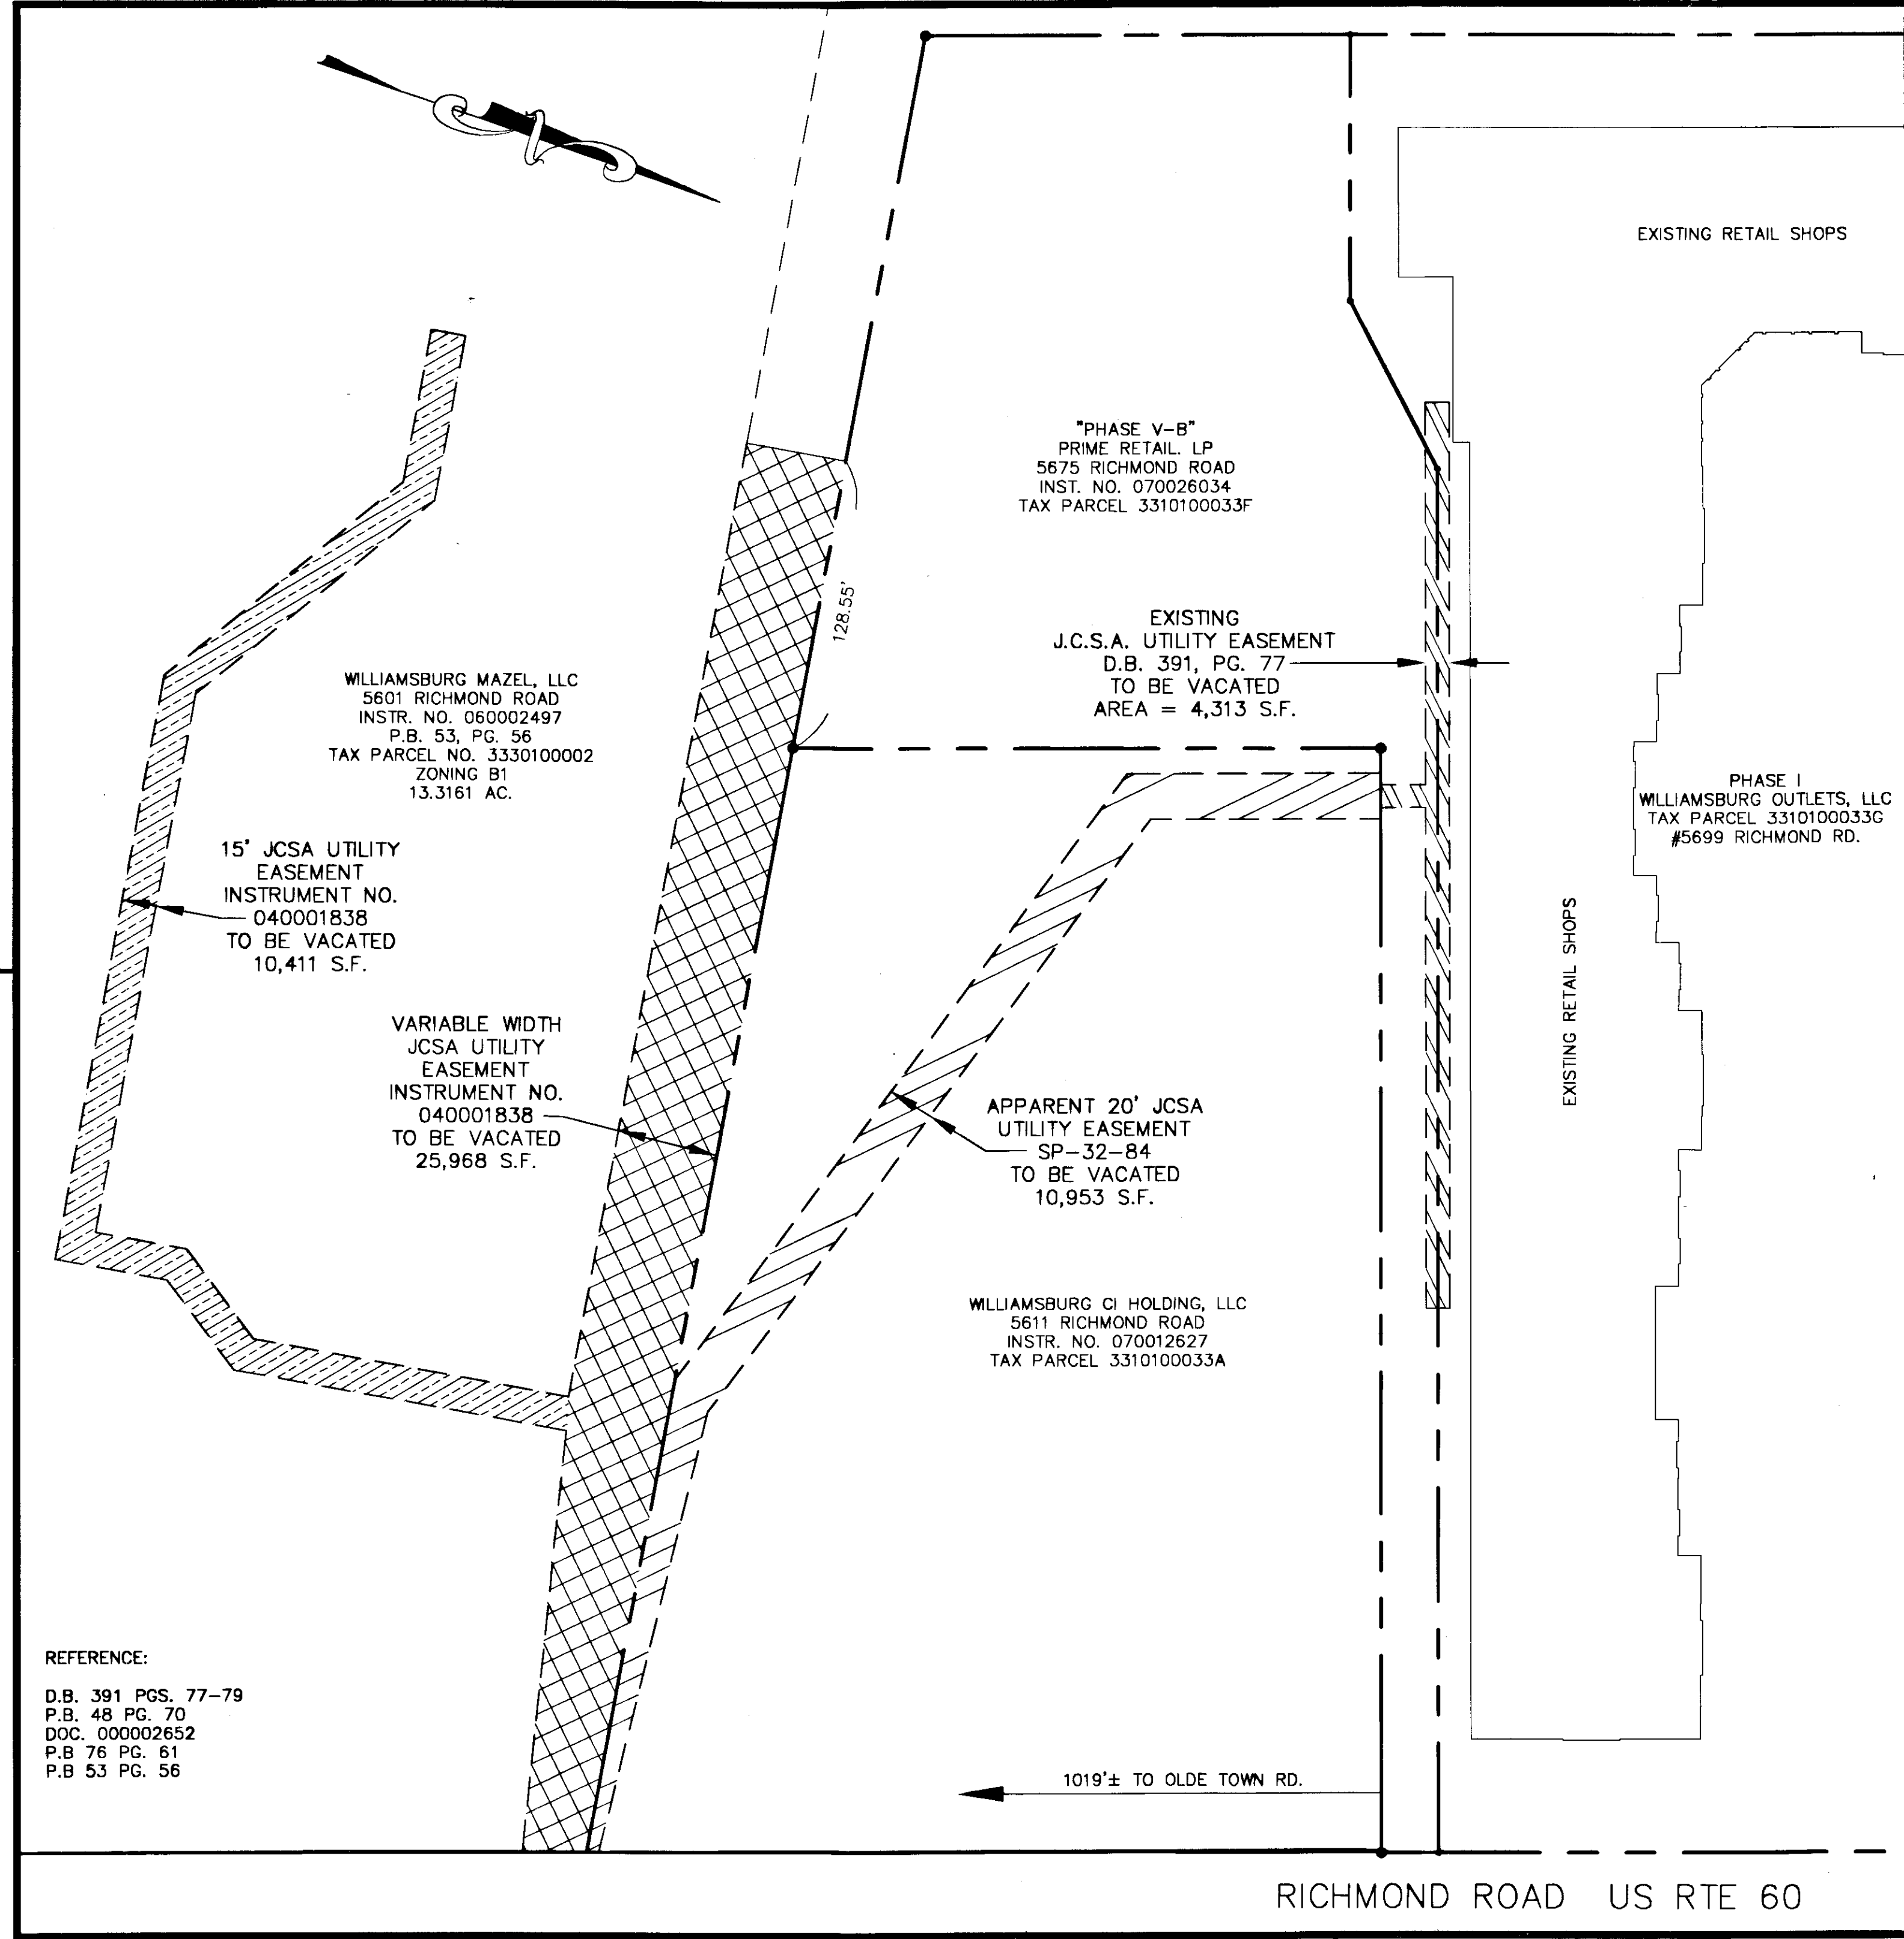 EXISTING RETAIL SHOPS
"PHASE V-B"
PRIME RETAIL. LP
5675 RICHMOND ROAD
INST. NO. 070026034
TAX PARCEL 3310100033F
128.55'
EXISTING
J.C.S.A. UTILITY EASEMENT
D.B. 391, PG. 77
TO BE VACATED
AREA = 4,313 S.F.
WILLIAMSBURG MAZEL, LLC
5601 RICHMOND ROAD
INSTR. NO. 060002497
P.B. 53, PG. 56
TAX PARCEL NO. 3330100002
ZONING B1
13.3161 AC.
PHASE I
WILLIAMSBURG OUTLETS, LLC
TAX PARCEL 3310100033G
#5699 RICHMOND RD.
15' JCSA UTILITY
EASEMENT
INSTRUMENT NO.
040001838
TO BE VACATED
10,411 S.F.
EXISTING RETAIL SHOPS
VARIABLE WIDTH
JCSA UTILITY
EASEMENT
INSTRUMENT NO.
040001838
TO BE VACATED
25,968 S.F.
APPARENT 20' JCSA
UTILITY EASEMENT
SP-32-84
TO BE VACATED
10,953 S.F.
WILLIAMSBURG CI HOLDING, LLC
5611 RICHMOND ROAD
INSTR. NO. 070012627
TAX PARCEL 3310100033A
REFERENCE:
D.B. 391 PGS. 77-79
P.B. 48 PG. 70
DOC. 000002652
P.B 76 PG. 61
P.B 53 PG. 56
1019'± TO OLDE TOWN RD.
RICHMOND ROAD US RTE 60